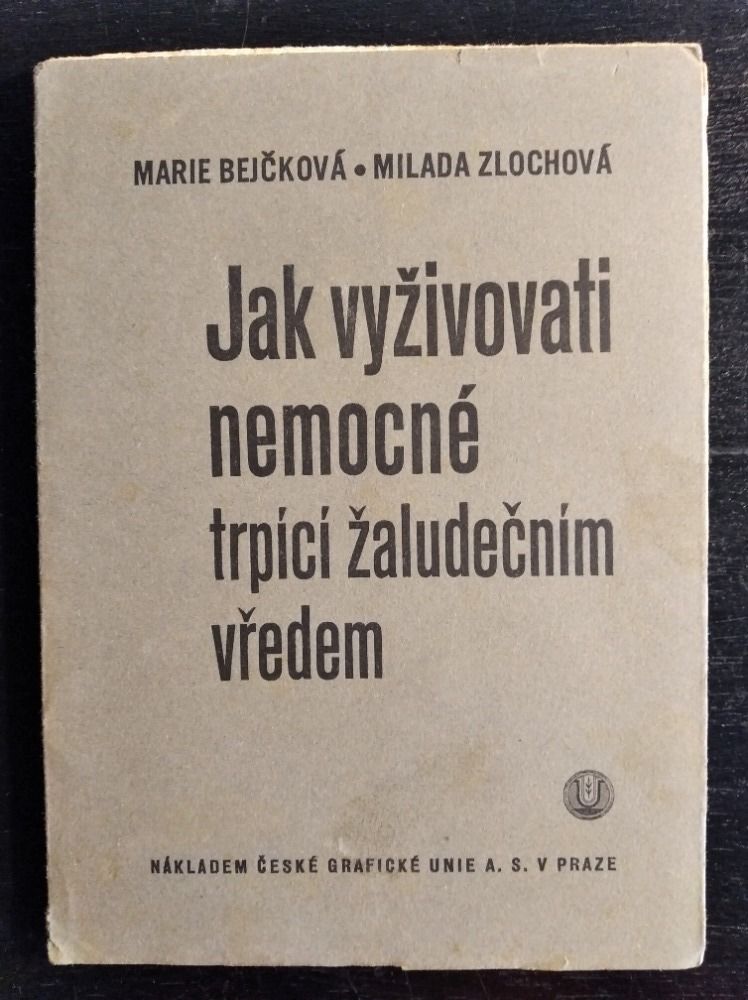 MARIE BEJČKOVÁ • MILADA ZLOCHOVÁ
Jak vyživovati
nemocné
trpící žaludečním
vředem
U
NÁKLADEM ČESKÉ GRAFICKÉ UNIE A. S. V PRAZE